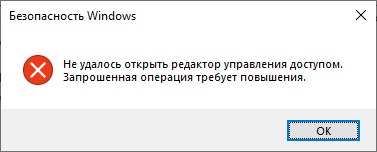 Безопасность Windows
Не удалось открыть редактор управления доступом.
Запрошенная операция требует повышения.
ОК